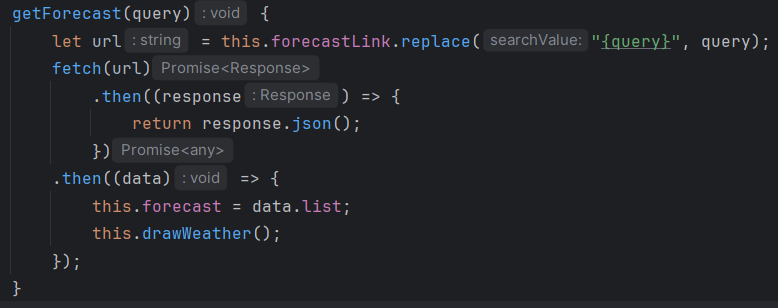 getForecast(query) : void {
let url : string = this.forecastLink.replace( searchValue: "{query}", query);
fetch(url) Promise<Response>
.then((response : Response ) => {
return response.json();
}) Promise<any>
.then((data) : void => {
this.forecast = data.list;
this.drawWeather();
});
}